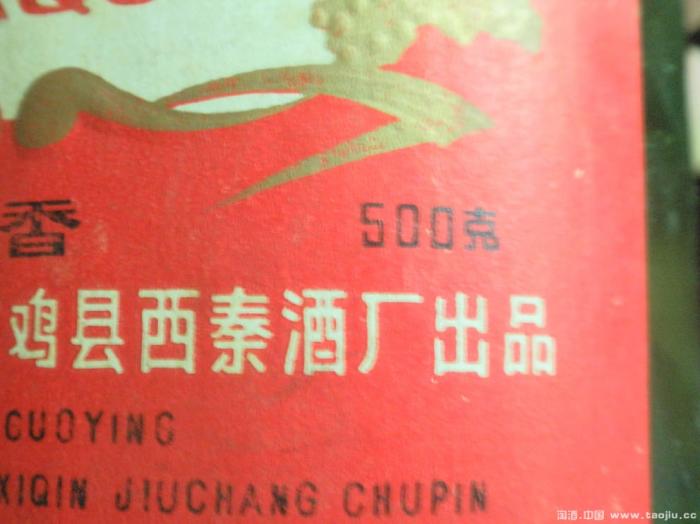 香 500克
鸡县西秦酒厂出品
CUOYING
XIQIN JIUCHANG CHUPIN
淘酒.中国 www.taojiu.cc